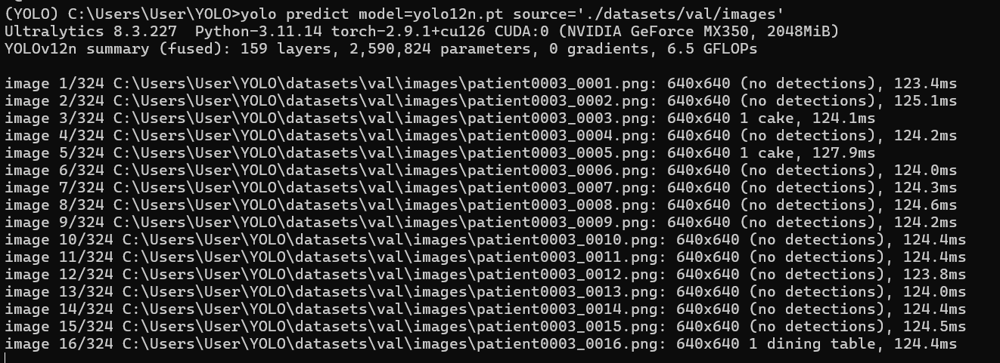 (YOLO) C:\Users\User\YOLO>yolo predict model=yolo12n.pt source='./datasets/val/images'
Ultralytics 8.3.227  Python-3.11.14 torch-2.9.1+cu126 CUDA:0 (NVIDIA GeForce MX350, 2048MiB)
YOLOv12n summary (fused): 159 layers, 2,590,824 parameters, 0 gradients, 6.5 GFLOPs
image 1/324 C:\Users\User\YOLO\datasets\val\images\patient0003_0001.png: 640x640 (no detections), 123.4ms
image 2/324 C:\Users\User\YOLO\datasets\val\images\patient0003_0002.png: 640x640 (no detections), 125.1ms
image 3/324 C:\Users\User\YOLO\datasets\val\images\patient0003_0003.png: 640x640 1 cake, 124.1ms
image 4/324 C:\Users\User\YOLO\datasets\val\images\patient0003_0004.png: 640x640 (no detections), 124.2ms
image 5/324 C:\Users\User\YOLO\datasets\val\images\patient0003_0005.png: 640x640 1 cake, 127.9ms
image 6/324 C:\Users\User\YOLO\datasets\val\images\patient0003_0006.png: 640x640 (no detections), 124.0ms
image 7/324 C:\Users\User\YOLO\datasets\val\images\patient0003_0007.png: 640x640 (no detections), 124.3ms
image 8/324 C:\Users\User\YOLO\datasets\val\images\patient0003_0008.png: 640x640 (no detections), 124.6ms
image 9/324 C:\Users\User\YOLO\datasets\val\images\patient0003_0009.png: 640x640 (no detections), 124.2ms
image 10/324 C:\Users\User\YOLO\datasets\val\images\patient0003_0010.png: 640x640 (no detections), 124.4ms
image 11/324 C:\Users\User\YOLO\datasets\val\images\patient0003_0011.png: 640x640 (no detections), 124.4ms
image 12/324 C:\Users\User\YOLO\datasets\val\images\patient0003_0012.png: 640x640 (no detections), 123.8ms
image 13/324 C:\Users\User\YOLO\datasets\val\images\patient0003_0013.png: 640x640 (no detections), 124.0ms
image 14/324 C:\Users\User\YOLO\datasets\val\images\patient0003_0014.png: 640x640 (no detections), 124.4ms
image 15/324 C:\Users\User\YOLO\datasets\val\images\patient0003_0015.png: 640x640 (no detections), 124.5ms
image 16/324 C:\Users\User\YOLO\datasets\val\images\patient0003_0016.png: 640x640 1 dining table, 124.4ms